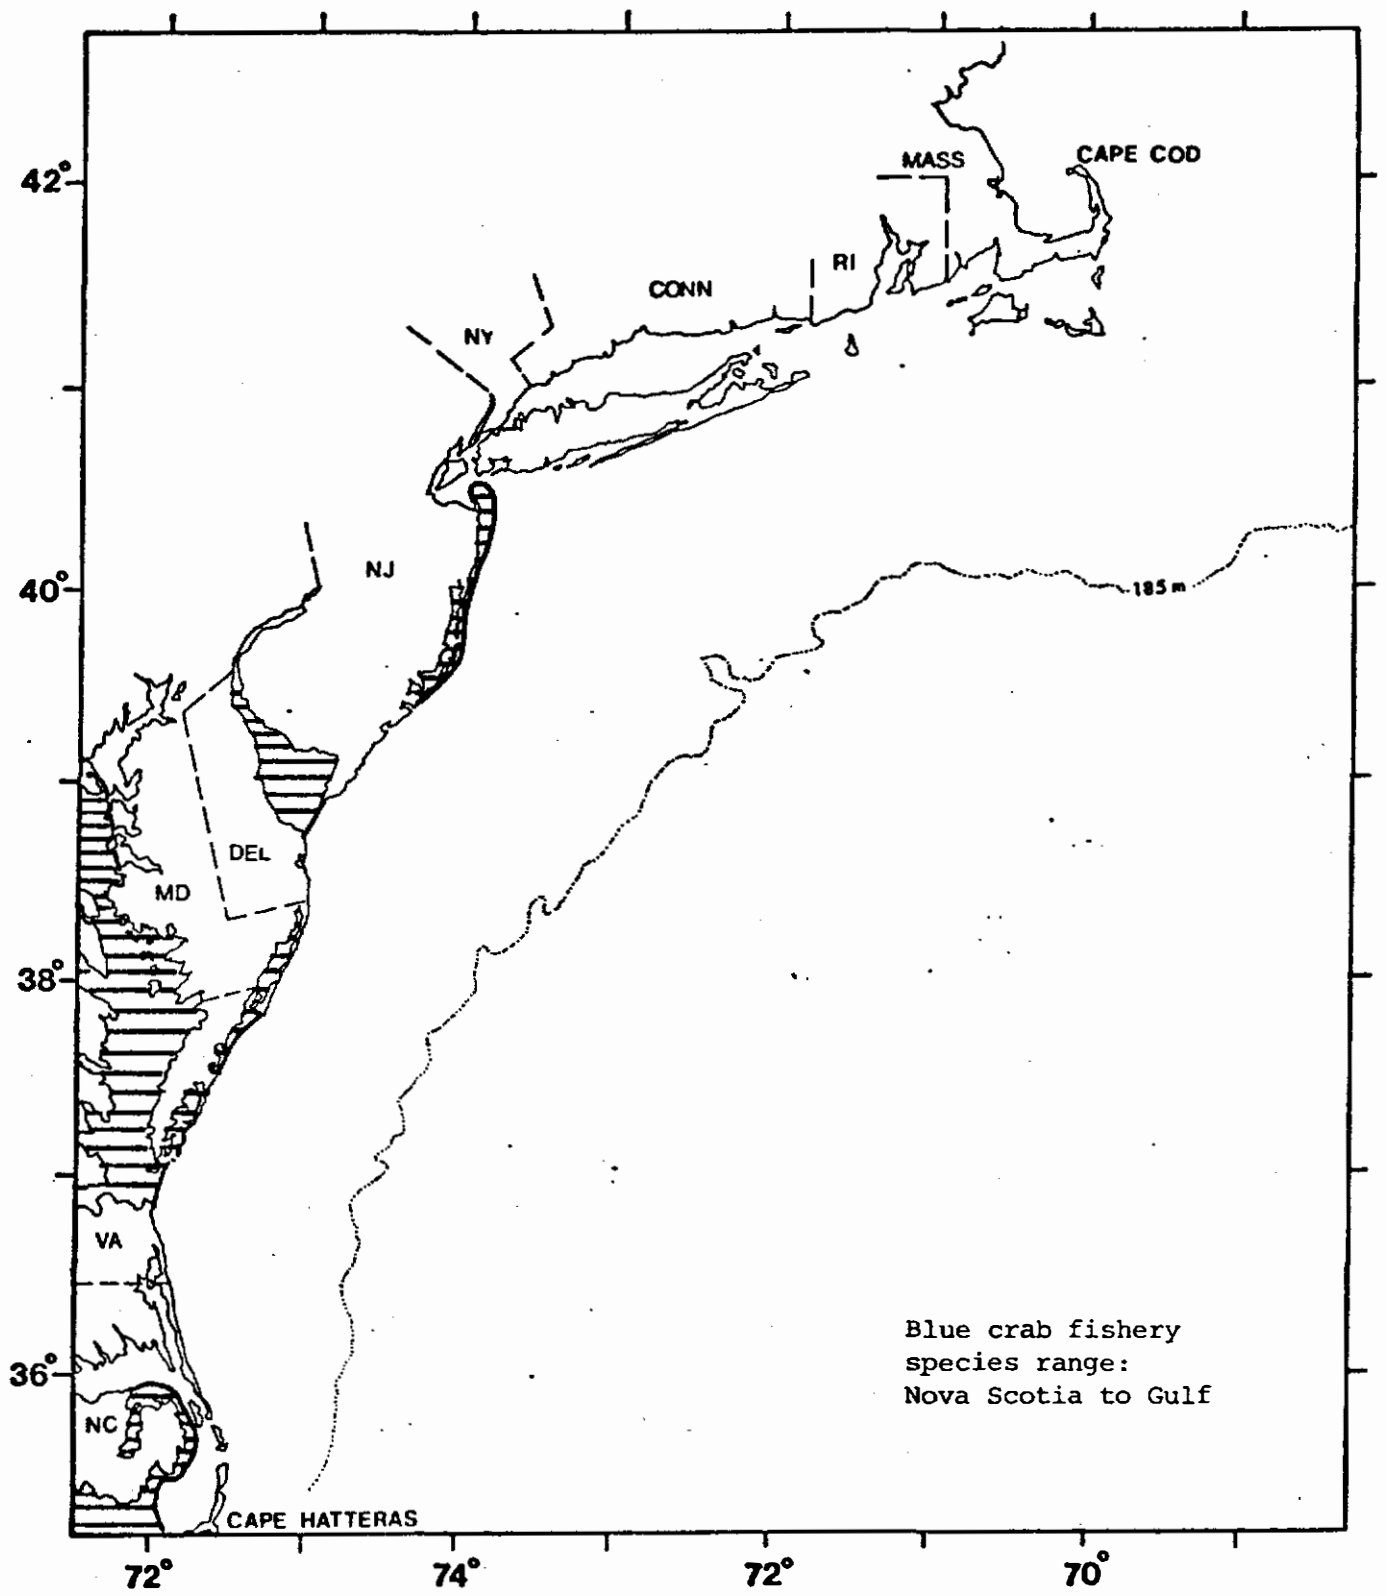 42°
MASS
CAPE COD
RI
CONN
NY
40°
NJ
185m
DEL
MD
38°
VA
36°
Blue crab fishery
species range:
Nova Scotia to Gulf
NC
CAPE HATTERAS
72°
74°
72°
70°